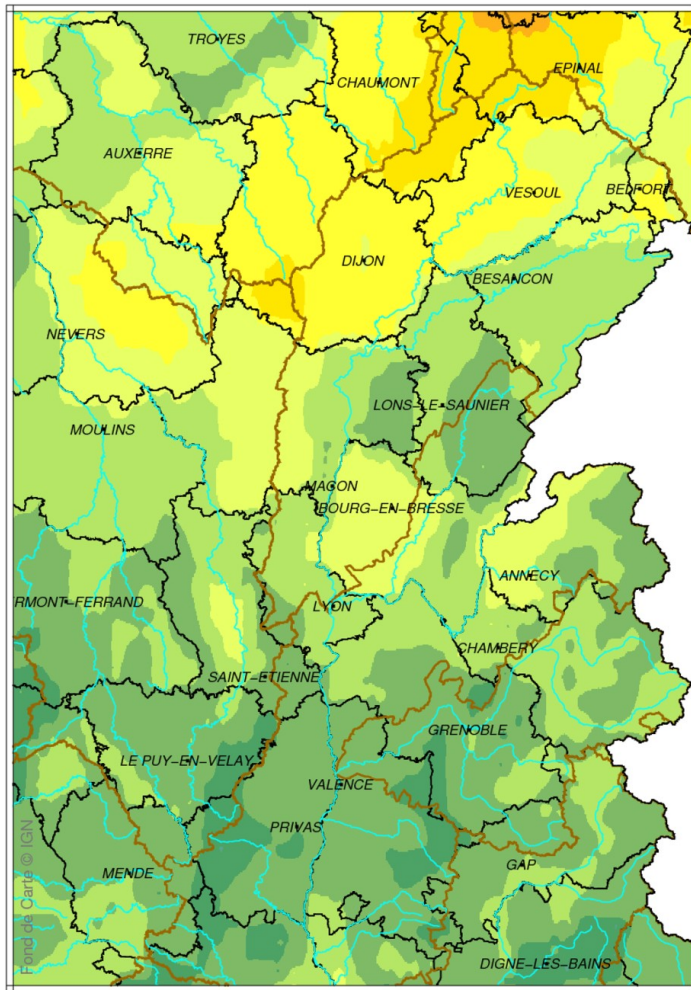 TROYES
CHAUMONT
EPINAL
AUXERRE
VESOUL
BELFORT
DIJON
BESANCON
NEVERS
LONS-LE-SAUNIER
MOULINS
MACON
BOURG-EN-BRESSE
ANNECY
ERMONT-FERRAND
LYON
CHAMBERY
SAINT-ETIENNE
GRENOBLE
LE PUY-EN-VELAY
VALENCE
PRIVAS
GAP
MENDE
DIGNE-LES-BAINS
Fond de Carte © IGN